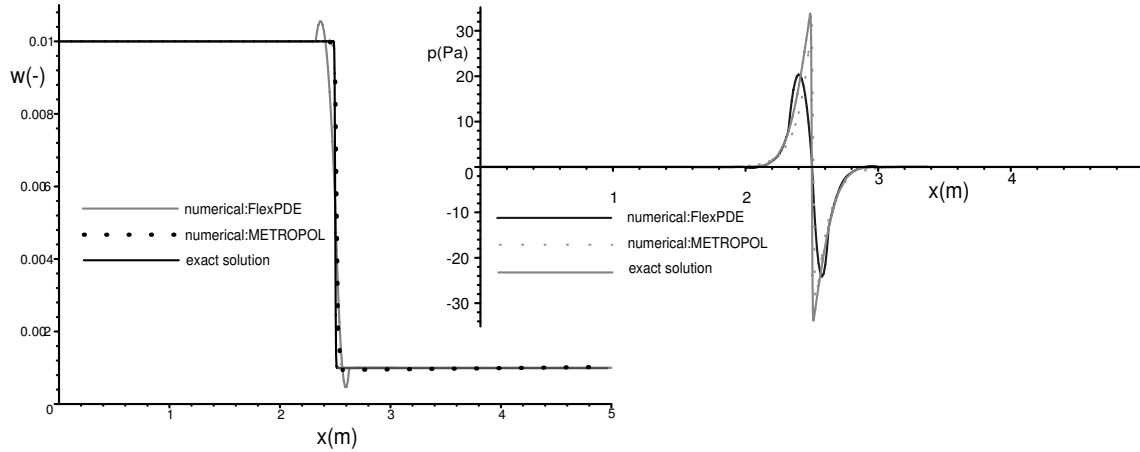 0.01
w(-)
0.008
0.006
0.004
0.002
0
numerical:FlexPDE
numerical:METROPOL
exact solution
0 1 2 3 4 5
x(m)
30
p(Pa)
20
10
0
-10
-20
-30
1 2 3 4
x(m)
numerical:FlexPDE
numerical:METROPOL
exact solution